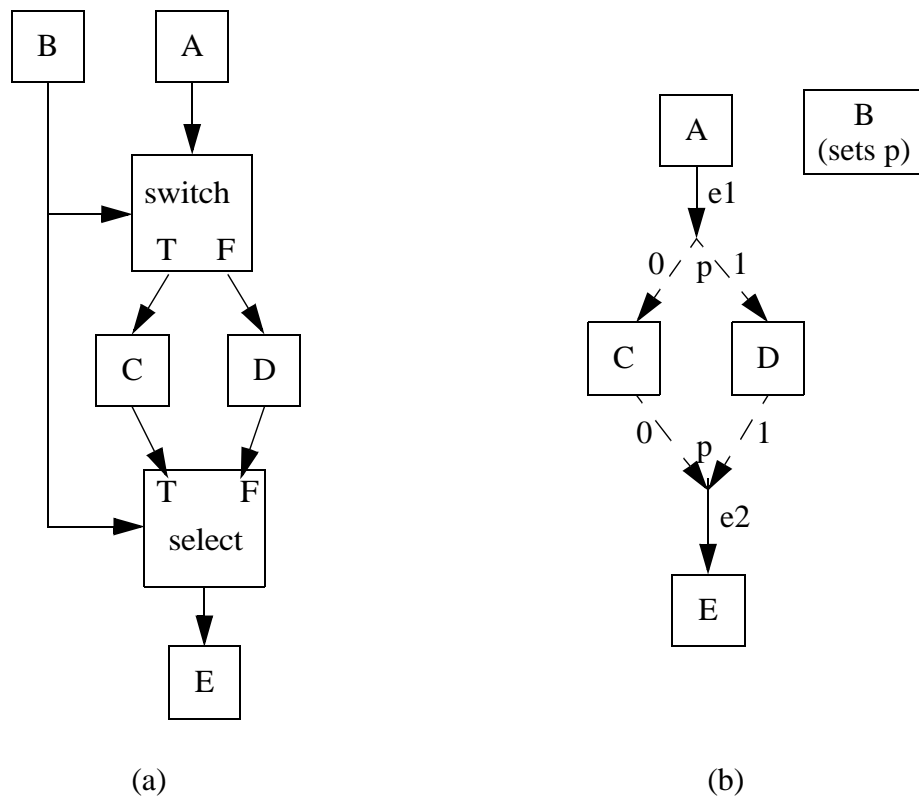 B
A
switch
T F
C
D
T F
select
E
(a)
A
B
(sets p)
e1
0 p 1
C
D
0 p 1
e2
E
(b)